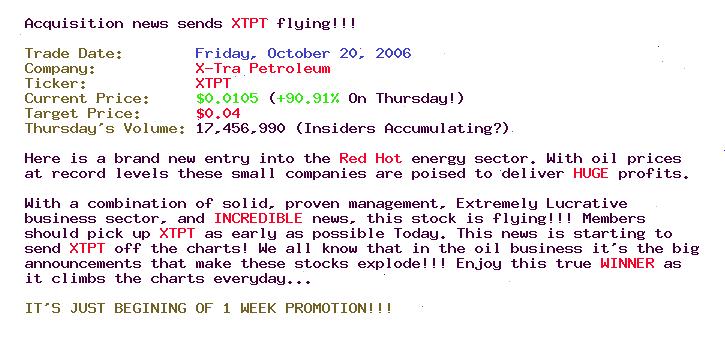 Acquisition news sends XTPT flying!!!
Trade Date: Friday, October 20, 2006
Company: X-Tra Petroleum
Ticker: XTPT
Current Price: $0.0105 (+90.91% On Thursday!)
Target Price: $0.04
Thursday's Volume: 17,456,990 (Insiders Accumulating?)
Here is a brand new entry into the Red Hot energy sector. With oil prices
at record levels these small companies are poised to deliver HUGE profits.
With a combination of solid, proven management, Extremely Lucrative
business sector, and INCREDIBLE news, this stock is flying!!! Members
should pick up XTPT as early as possible Today. This news is starting to
send XTPT off the charts! We all know that in the oil business it's the big
announcements that make these stocks explode!!! Enjoy this true WINNER as
it climbs the charts everyday...
IT'S JUST BEGINING OF 1 WEEK PROMOTION!!!